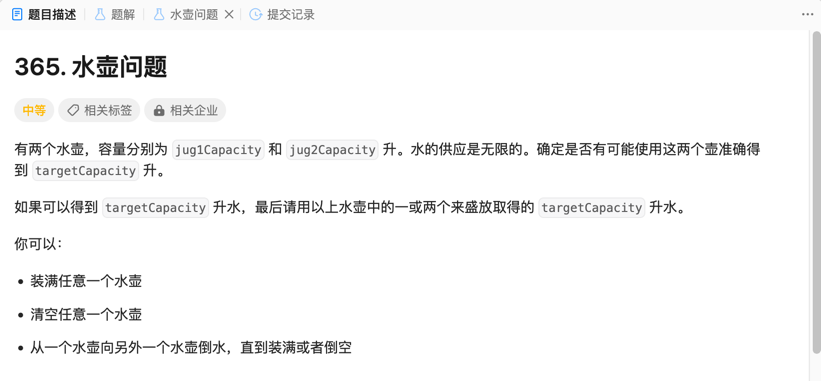 题目描述 题解 水壶问题 提交记录
365. 水壶问题
中等 相关标签 相关企业
有两个水壶，容量分别为 jug1Capacity 和 jug2Capacity 升。水的供应是无限的。确定是否有可能使用这两个壶准确得
到 targetCapacity 升。
如果可以得到 targetCapacity 升水，最后请用以上水壶中的一或两个来盛放取得的 targetCapacity 升水。
你可以：
• 装满任意一个水壶
• 清空任意一个水壶
• 从一个水壶向另外一个水壶倒水，直到装满或者倒空